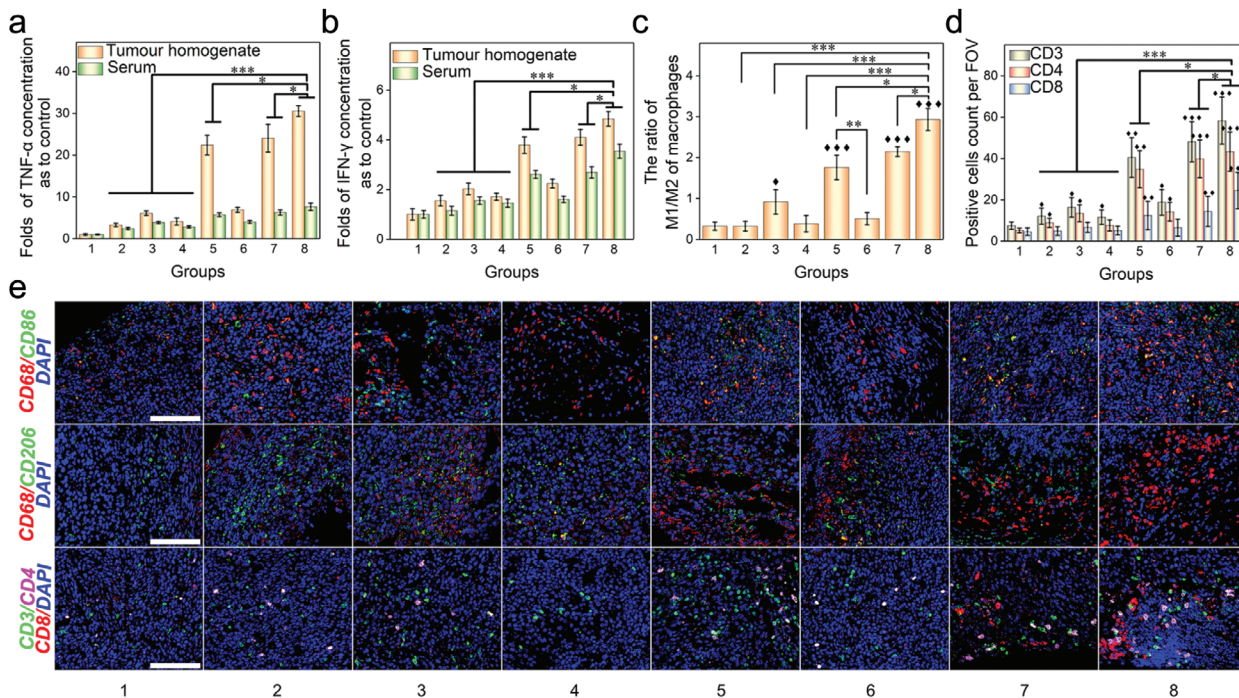 a
Folds of TNF-α concentration
as to control
Tumour homogenate
Serum
***
*
*
40
30
20
10
0
1 2 3 4 5 6 7 8
Groups
b
Folds of IFN-γ concentration
as to control
Tumour homogenate
Serum
***
*
*
6
4
2
0
1 2 3 4 5 6 7 8
Groups
c
The ratio of
M1/M2 of macrophages
***
***
***
*
*
**
4
3
2
1
0
1 2 3 4 5 6 7 8
Groups
d
Positive cells count per FOV
CD3
CD4
CD8
***
*
*
80
60
40
20
0
1 2 3 4 5 6 7 8
Groups
e
CD68/CD86
DAPI
CD68/CD206
DAPI
CD3/CD4
CD8/DAPI
1 2 3 4 5 6 7 8